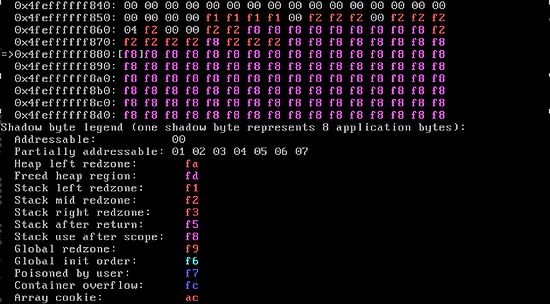 0x4fefffffff840: 00 00 00 00 00 00 00 00 00 00 00 00 00 00 00 00
0x4fefffffff850: 00 00 00 00 f1 f1 f1 f1 00 f2 f2 f2 00 f2 f2 f2
0x4fefffffff860: 04 f2 00 00 f2 f2 f8 f8 f8 f8 f8 f8 f8 f8 f8 f2
0x4fefffffff870: f2 f2 f2 f2 f8 f2 f2 f2 f8 f8 f8 f8 f8 f8 f8 f8
=>0x4fefffffff880:[f8]f8 f8 f8 f8 f8 f8 f8 f8 f8 f8 f8 f8 f8 f8 f8
0x4fefffffff890: f8 f8 f8 f8 f8 f8 f8 f8 f8 f8 f8 f8 f8 f8 f8 f8
0x4fefffffff8a0: f8 f8 f8 f8 f8 f8 f8 f8 f8 f8 f8 f8 f8 f8 f8 f8
0x4fefffffff8b0: f8 f8 f8 f8 f8 f8 f8 f8 f8 f8 f8 f8 f8 f8 f8 f8
0x4fefffffff8c0: f8 f8 f8 f8 f8 f8 f8 f8 f8 f8 f8 f8 f8 f8 f8 f8
0x4fefffffff8d0: f8 f8 f8 f8 f8 f8 f8 f8 f8 f8 f8 f8 f8 f8 f8 f8
Shadow byte legend (one shadow byte represents 8 application bytes):
Addressable: 00
Partially addressable: 01 02 03 04 05 06 07
Heap left redzone: fa
Freed heap region: fd
Stack left redzone: f1
Stack mid redzone: f2
Stack right redzone: f3
Stack after return: f5
Stack use after scope: f8
Global redzone: f9
Global init order: f6
Poisoned by user: f7
Container overflow: fc
Array cookie: ac